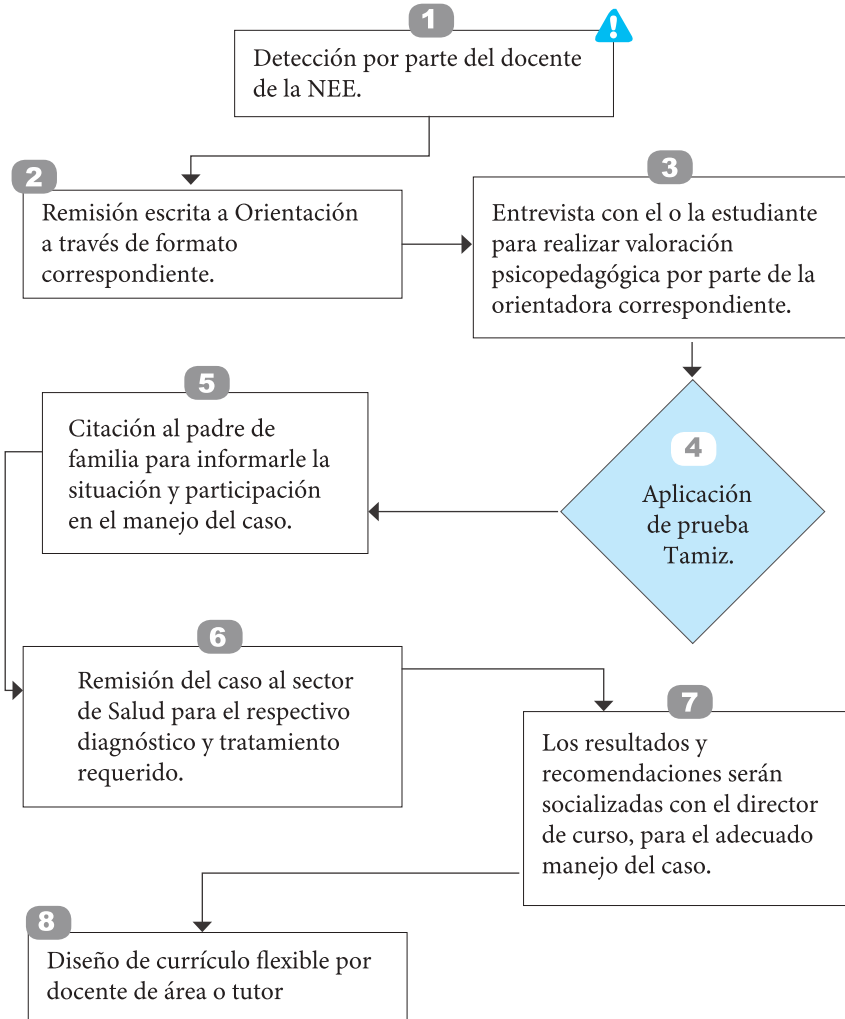 1
Detección por parte del docente
de la NEE.
2
Remisión escrita a Orientación
a través de formato
correspondiente.
3
Entrevista con el o la estudiante
para realizar valoración
psicopedagógica por parte de la
orientadora correspondiente.
4
Aplicación
de prueba
Tamiz.
5
Citación al padre de
familia para informarle la
situación y participación
en el manejo del caso.
6
Remisión del caso al sector
de Salud para el respectivo
diagnóstico y tratamiento
requerido.
7
Los resultados y
recomendaciones serán
socializadas con el director
de curso, para el adecuado
manejo del caso.
8
Diseño de currículo flexible por
docente de área o tutor